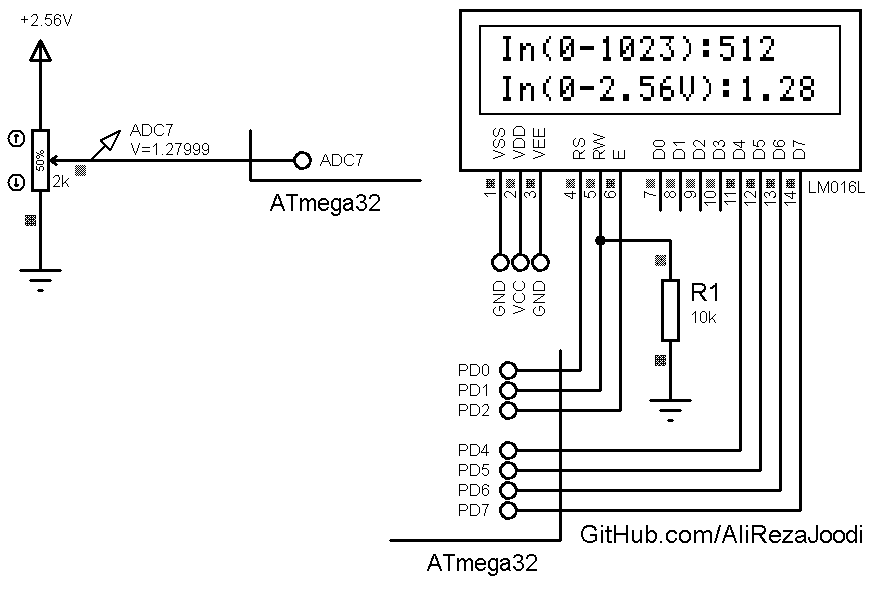 +2.56V
50%
2k
ADC7
V=1.27999
ADC7
ATmega32
In(0-1023):512
In(0-2.56V):1.28
VSS VDD VEE RS RW E D0 D1 D2 D3 D4 D5 D6 D7
1 2 3 4 5 6 7 8 9 10 11 12 13 14
LM016L
GND VCC GND
R1
10k
PD0
PD1
PD2
PD4
PD5
PD6
PD7
GitHub.com/AliRezaJoodi
ATmega32